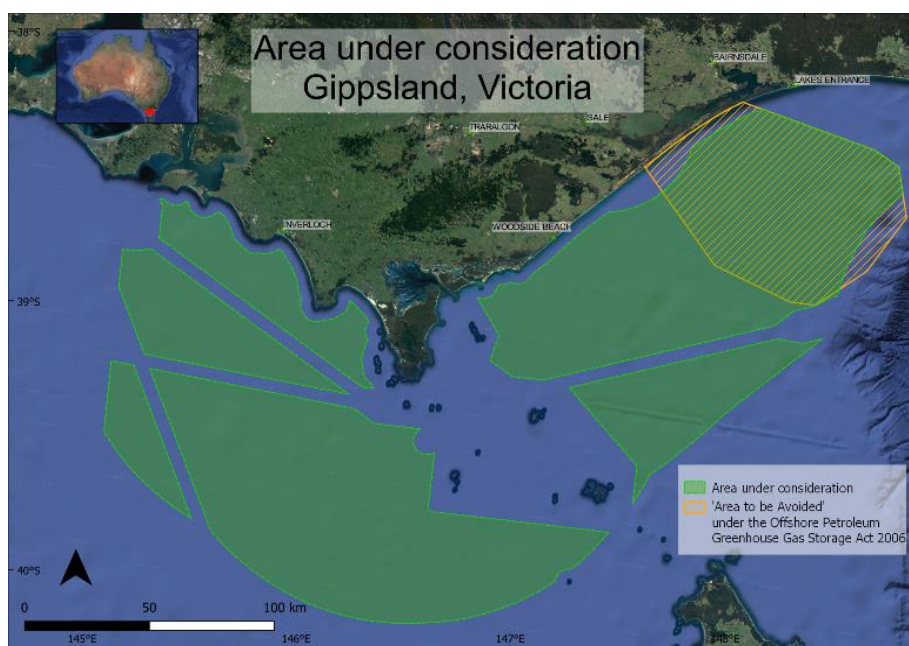 Area under consideration
Gippsland, Victoria
38°S
BAIRNSDALE
LAKES ENTRANCE
SALE
TRARALGON
INVERLOCH
WOODSIDE BEACH
39°S
Area under consideration
'Area to be Avoided'
under the Offshore Petroleum
Greenhouse Gas Storage Act 2006
40°S
0 50 100 km
145°E 146°E 147°E 148°E